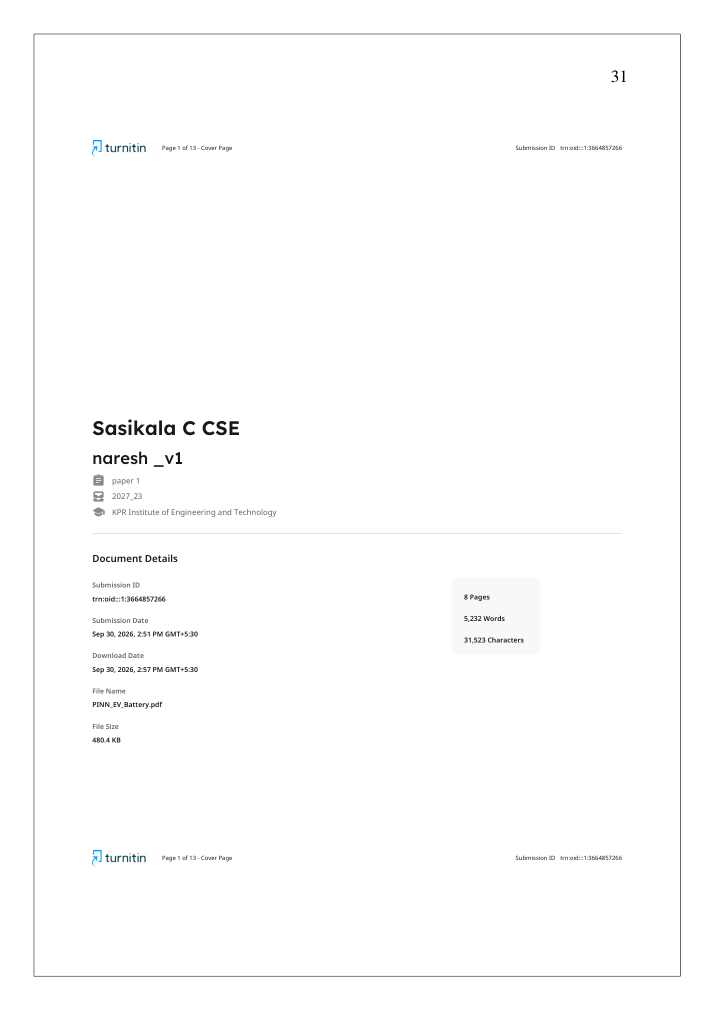 31
turnitin Page 1 of 13 - Cover Page Submission ID trn:oid:::1:3664857266
Sasikala C CSE
naresh _v1
paper 1
2027_23
KPR Institute of Engineering and Technology
Document Details
Submission ID
trn:oid:::1:3664857266
Submission Date
Sep 30, 2026, 2:51 PM GMT+5:30
Download Date
Sep 30, 2026, 2:57 PM GMT+5:30
File Name
PINN_EV_Battery.pdf
File Size
480.4 KB
8 Pages
5,232 Words
31,523 Characters
turnitin Page 1 of 13 - Cover Page Submission ID trn:oid:::1:3664857266